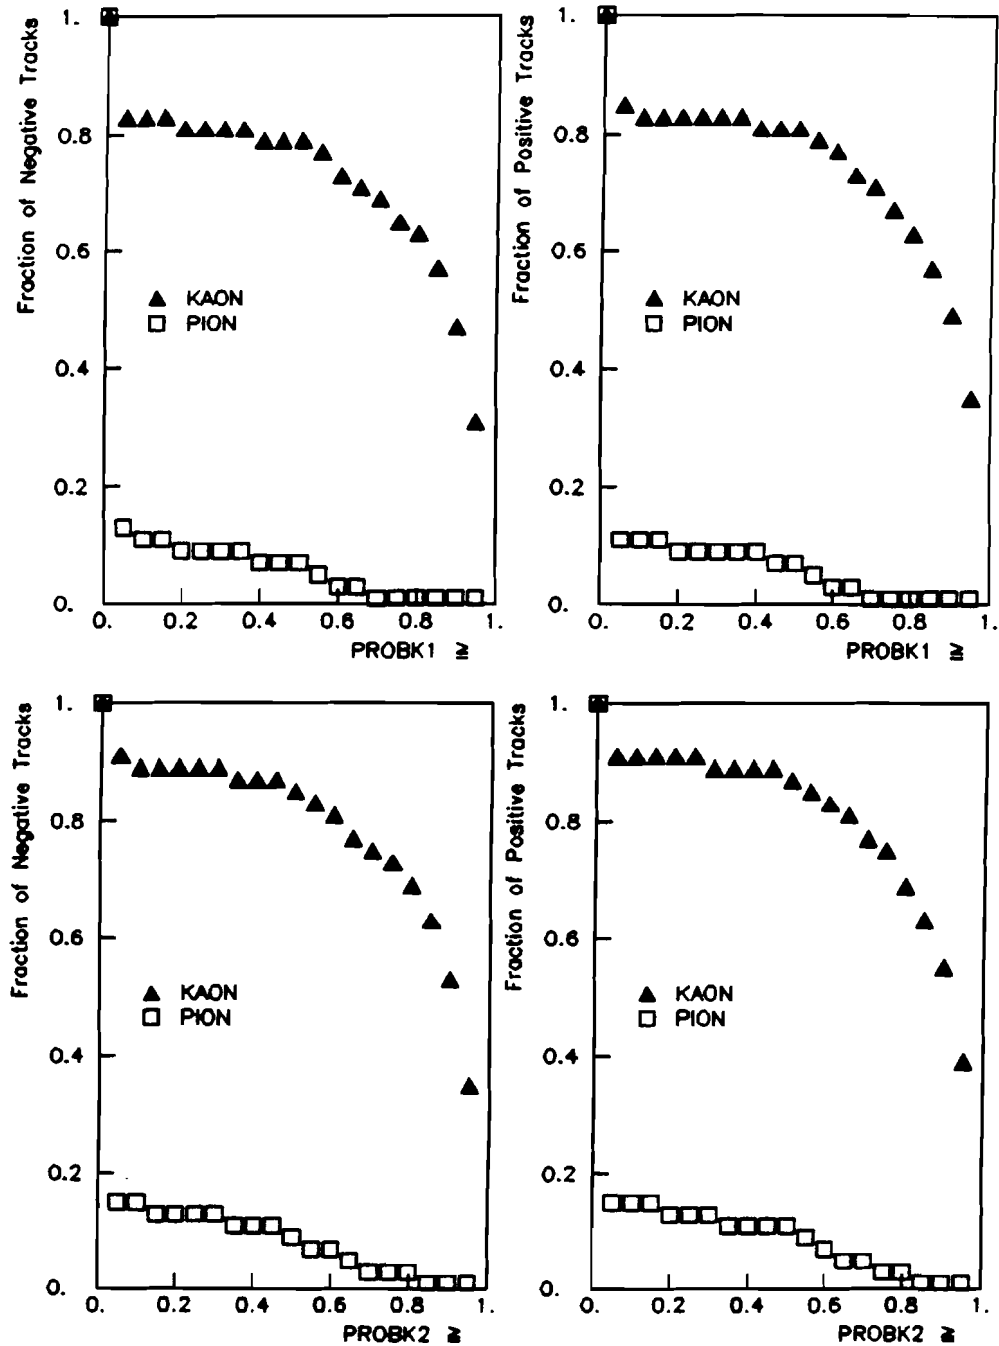 Fraction of Negative Tracks
1.
0.8
0.6
0.4
0.2
0.
▲ KAON
□ PION
0. 0.2 0.4 0.6 0.8 1.
PROBK1 ≥
Fraction of Positive Tracks
1.
0.8
0.6
0.4
0.2
0.
▲ KAON
□ PION
0. 0.2 0.4 0.6 0.8 1.
PROBK1 ≥
Fraction of Negative Tracks
1.
0.8
0.6
0.4
0.2
0.
▲ KAON
□ PION
0. 0.2 0.4 0.6 0.8 1.
PROBK2 ≥
Fraction of Positive Tracks
1.
0.8
0.6
0.4
0.2
0.
▲ KAON
□ PION
0. 0.2 0.4 0.6 0.8 1.
PROBK2 ≥